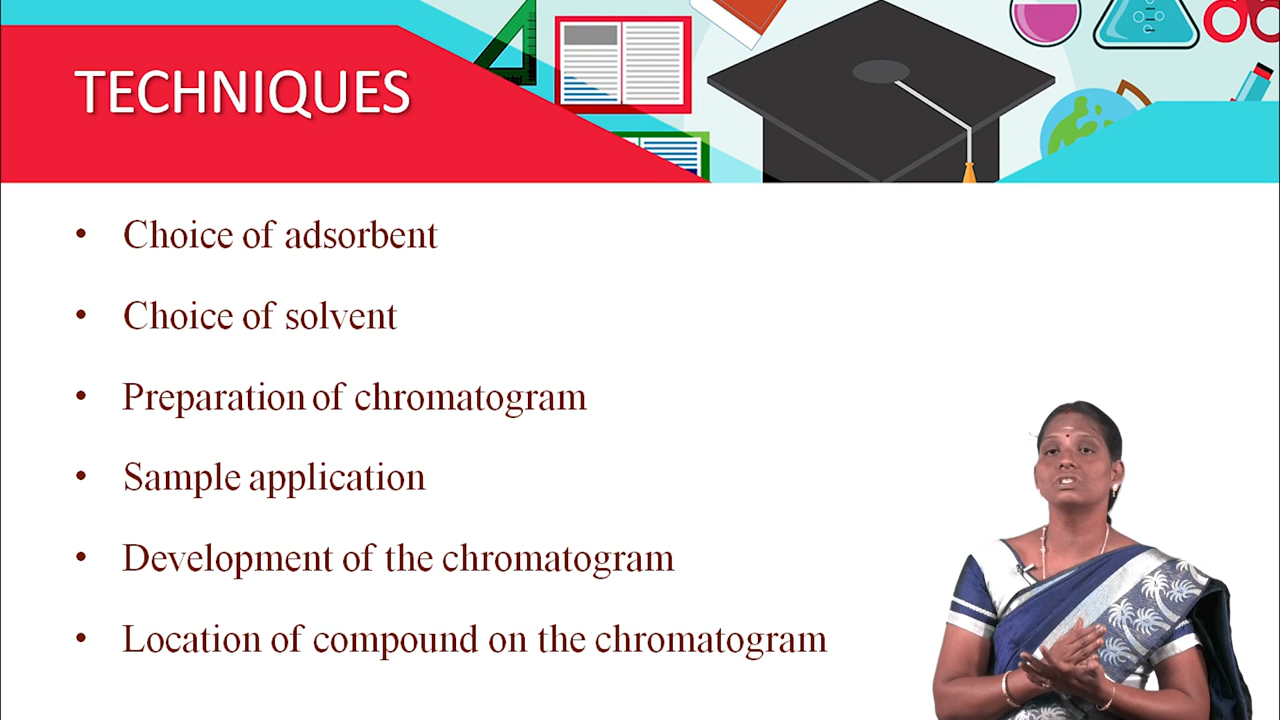 TECHNIQUES
• Choice of adsorbent
• Choice of solvent
• Preparation of chromatogram
• Sample application
• Development of the chromatogram
• Location of compound on the chromatogram